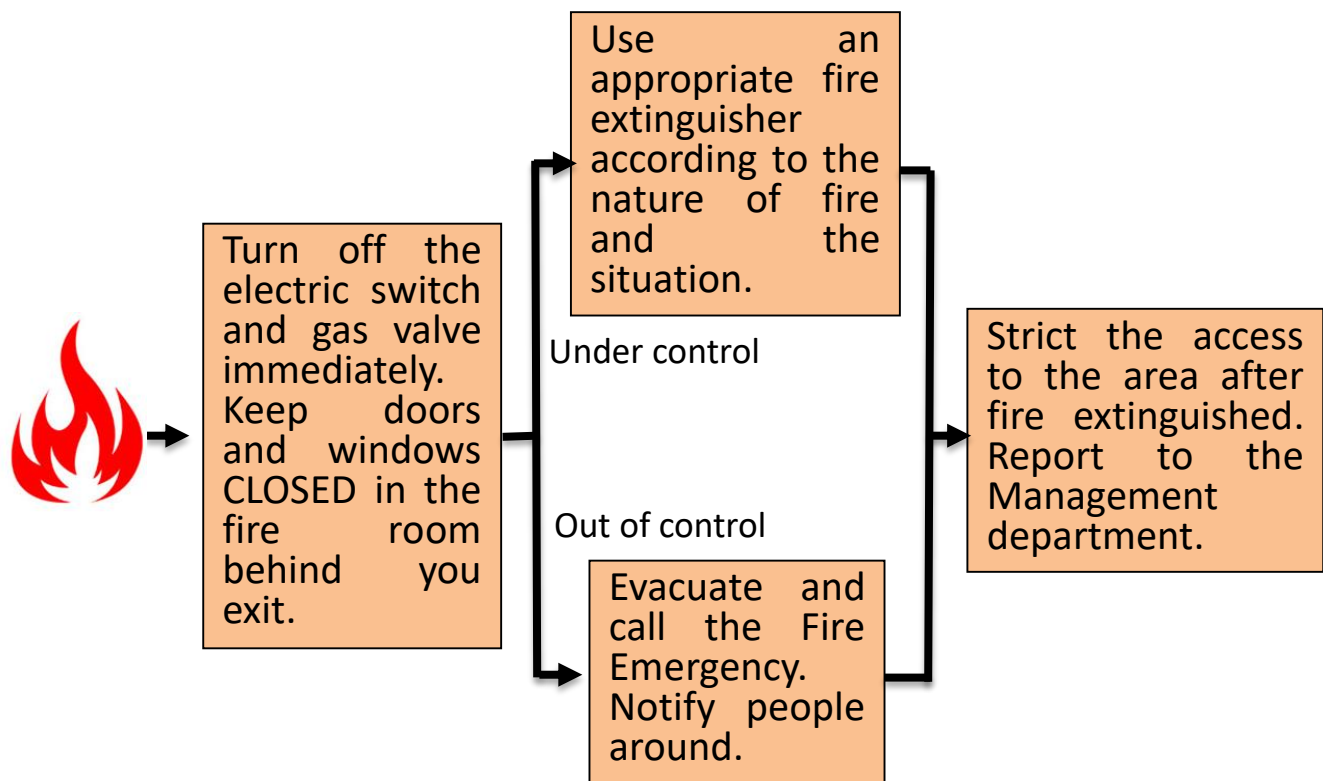 Turn off the
electric switch
and gas valve
immediately.
Keep doors
and windows
CLOSED in the
fire room
behind you
exit.
Under control
Use an
appropriate fire
extinguisher
according to the
nature of fire
and the
situation.
Out of control
Evacuate and
call the Fire
Emergency.
Notify people
around.
Strict the access
to the area after
fire extinguished.
Report to the
Management
department.